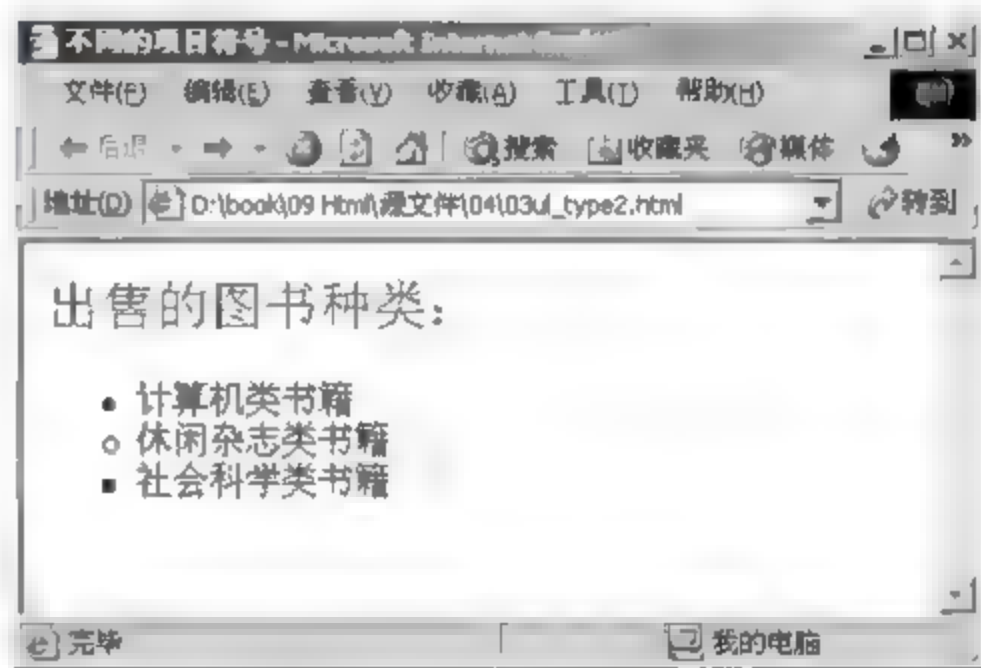 不同的项目符号 - Microsoft Internet
文件(F) 编辑(E) 查看(V) 收藏(A) 工具(T) 帮助(H)
后退 搜索 收藏夹 媒体 »
地址(D) D:\book\09 Html\源文件\04\03ul_type2.html 转到
出售的图书种类:
• 计算机类书籍
○ 休闲杂志类书籍
■ 社会科学类书籍
完毕 我的电脑